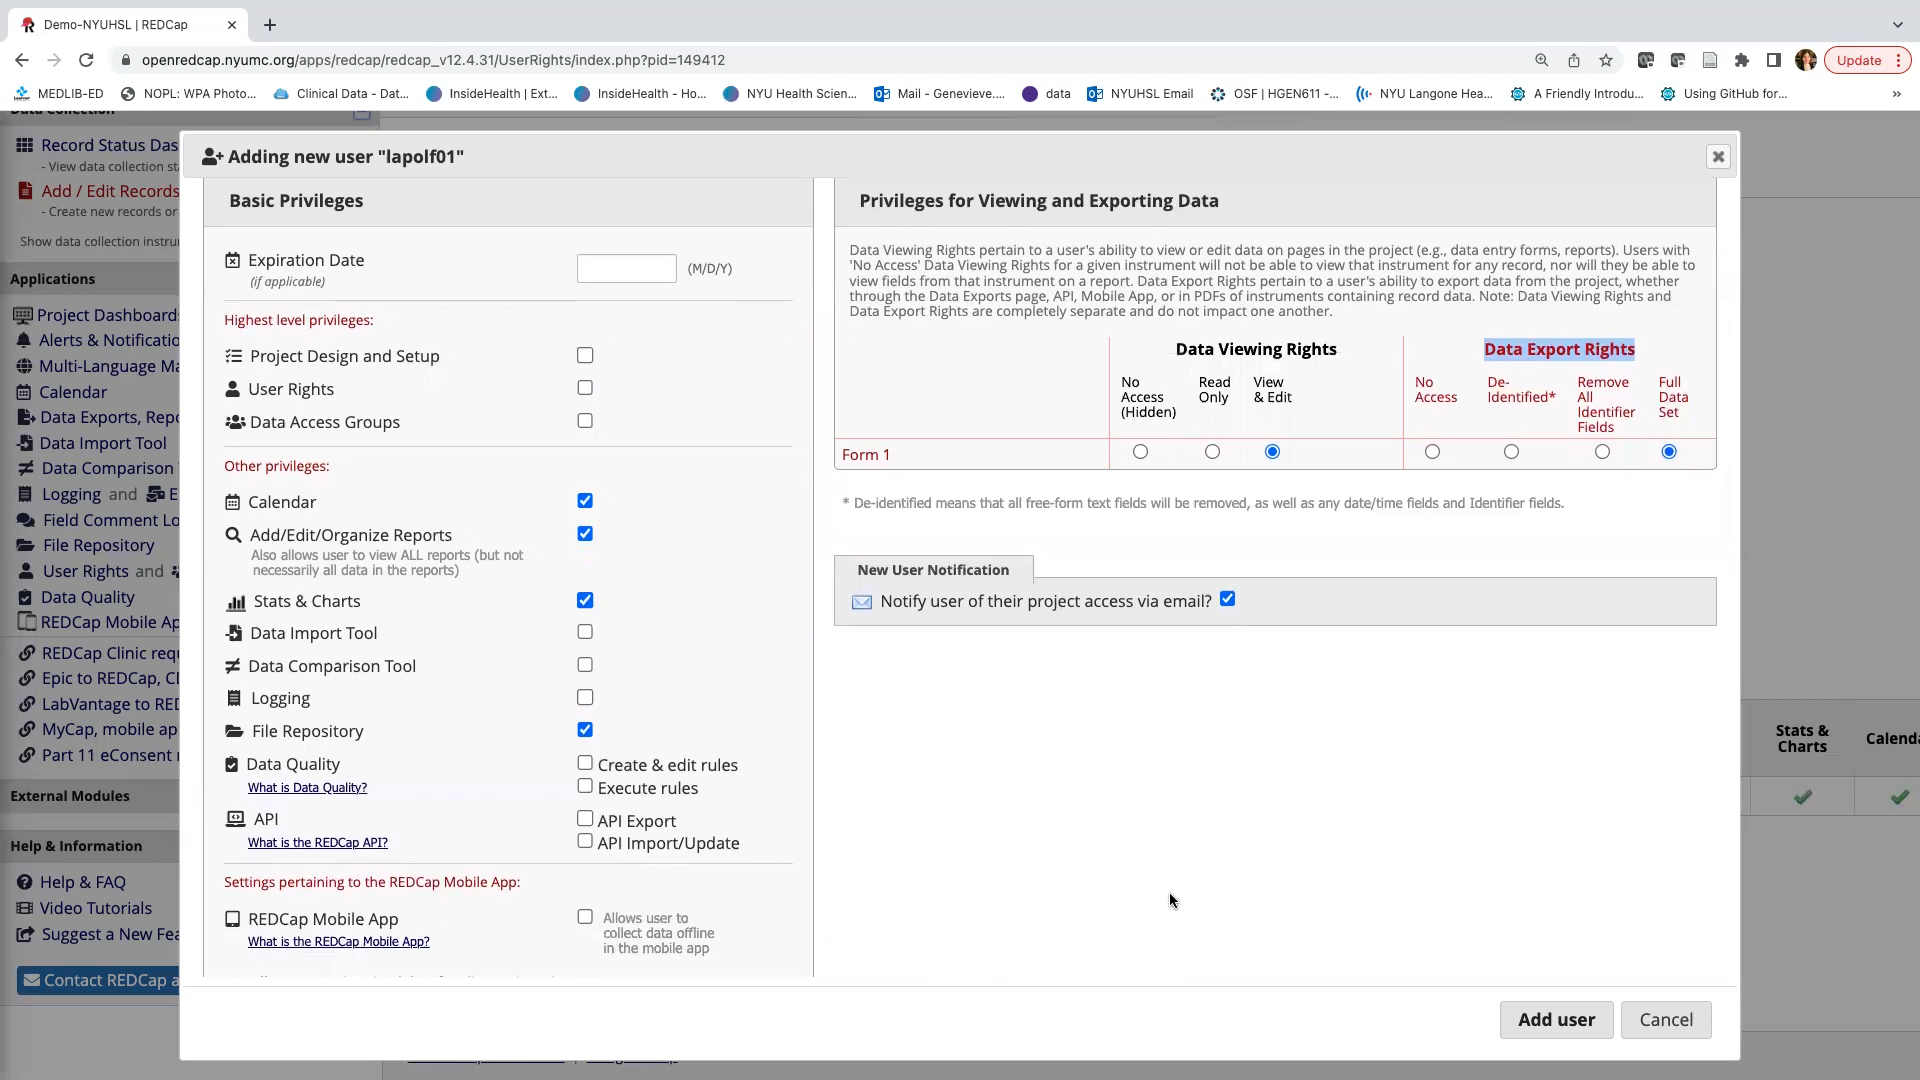 Demo-NYUHSL | REDCap
openredcap.nyumc.org/apps/redcap/redcap_v12.4.31/UserRights/index.php?pid=149412
Update
MEDLIB-ED
NOPL: WPA Photo...
Clinical Data - Dat...
InsideHealth | Ext...
InsideHealth - Ho...
NYU Health Scien...
Mail - Genevieve....
data
NYUHSL Email
OSF | HGEN611 -...
NYU Langone Hea...
A Friendly Introdu...
Using GitHub for...
»
Data Collection
Record Status Das
- View data collection st
Add / Edit Records
- Create new records or
Show data collection instru
Applications
Project Dashboard
Alerts & Notificatio
Multi-Language Ma
Calendar
Data Exports, Repo
Data Import Tool
Data Comparison
Logging and E
Field Comment Lo
File Repository
User Rights and
Data Quality
REDCap Mobile Ap
REDCap Clinic requ
Epic to REDCap, CD
LabVantage to RED
MyCap, mobile ap
Part 11 eConsent
External Modules
Help & Information
Help & FAQ
Video Tutorials
Suggest a New Fea
Contact REDCap a
Adding new user "lapolf01"
Basic Privileges
Expiration Date
(if applicable)
(M/D/Y)
Highest level privileges:
Project Design and Setup
User Rights
Data Access Groups
Other privileges:
Calendar
Add/Edit/Organize Reports
Also allows user to view ALL reports (but not
necessarily all data in the reports)
Stats & Charts
Data Import Tool
Data Comparison Tool
Logging
File Repository
Data Quality
Create & edit rules
What is Data Quality?
Execute rules
API
API Export
What is the REDCap API?
API Import/Update
Settings pertaining to the REDCap Mobile App:
REDCap Mobile App
What is the REDCap Mobile App?
Allows user to
collect data offline
in the mobile app
Privileges for Viewing and Exporting Data
Data Viewing Rights pertain to a user's ability to view or edit data on pages in the project (e.g., data entry forms, reports). Users with
'No Access' Data Viewing Rights for a given instrument will not be able to view that instrument for any record, nor will they be able to
view fields from that instrument on a report. Data Export Rights pertain to a user's ability to export data from the project, whether
through the Data Exports page, API, Mobile App, or in PDFs of instruments containing record data. Note: Data Viewing Rights and
Data Export Rights are completely separate and do not impact one another.
Data Viewing Rights
Data Export Rights
No
Access
(Hidden)
Read
Only
View
& Edit
No
Access
De-
Identified*
Remove
All
Identifier
Fields
Full
Data
Set
Form 1
* De-identified means that all free-form text fields will be removed, as well as any date/time fields and Identifier fields.
New User Notification
Notify user of their project access via email?
Add user
Cancel
Stats &
Charts
Calenda